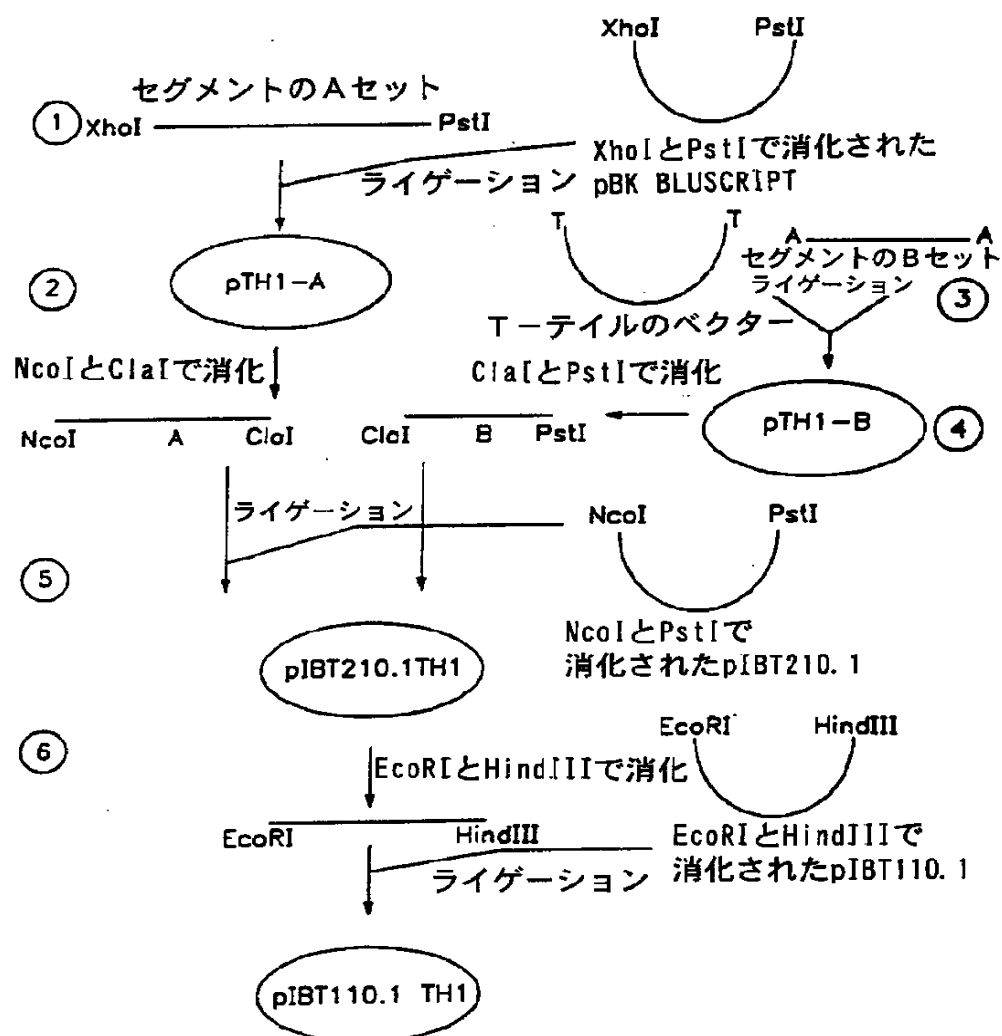 XhoI PstI
セグメントのAセット
① XhoI PstI
XhoIとPstIで消化された
ライゲーション pBK BLUSCRIPT
T T
A A
セグメントのBセット
ライゲーション
② pTH1-A
③
T-テイルのベクター
NcoIとClaIで消化
ClaIとPstIで消化
pTH1-B ④
NcoI A ClaI ClaI B PstI
ライゲーション
NcoI PstI
⑤
NcoIとPstIで
消化されたpIBT210.1
pIBT210.1TH1
⑥
EcoRI HindIII
EcoRIとHindIIIで消化
EcoRI HindIII
EcoRIとHindIIIで
消化されたpIBT110.1
ライゲーション
pIBT110.1 TH1